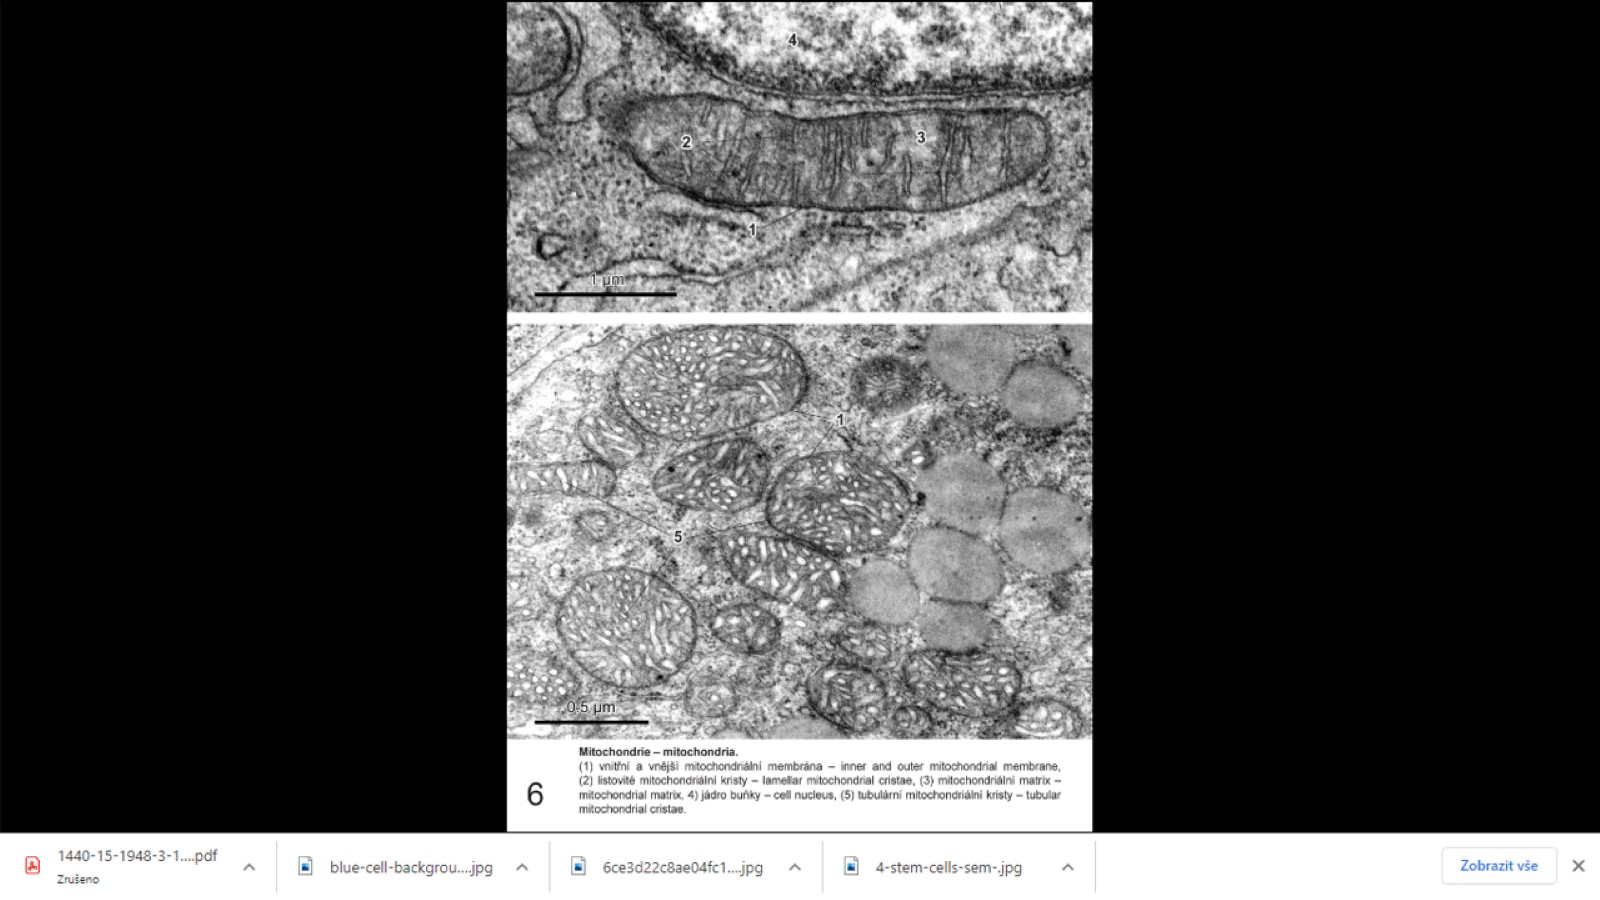 4
2
3
1
1 µm
1
5
0,5 µm
Mitochondrie – mitochondria.
(1) vnitřní a vnější mitochondriální membrána – inner and outer mitochondrial membrane,
(2) listovité mitochondriální kristy – lamellar mitochondrial cristae, (3) mitochondriální matrix –
mitochondrial matrix, 4) jádro buňky – cell nucleus, (5) tubulární mitochondriální kristy – tubular
mitochondrial cristae.
6
1440-15-1948-3-1....pdf
Zrušeno
blue-cell-backgrou....jpg
6ce3d22c8ae04fc1....jpg
4-stem-cells-sem-.jpg
Zobrazit vše